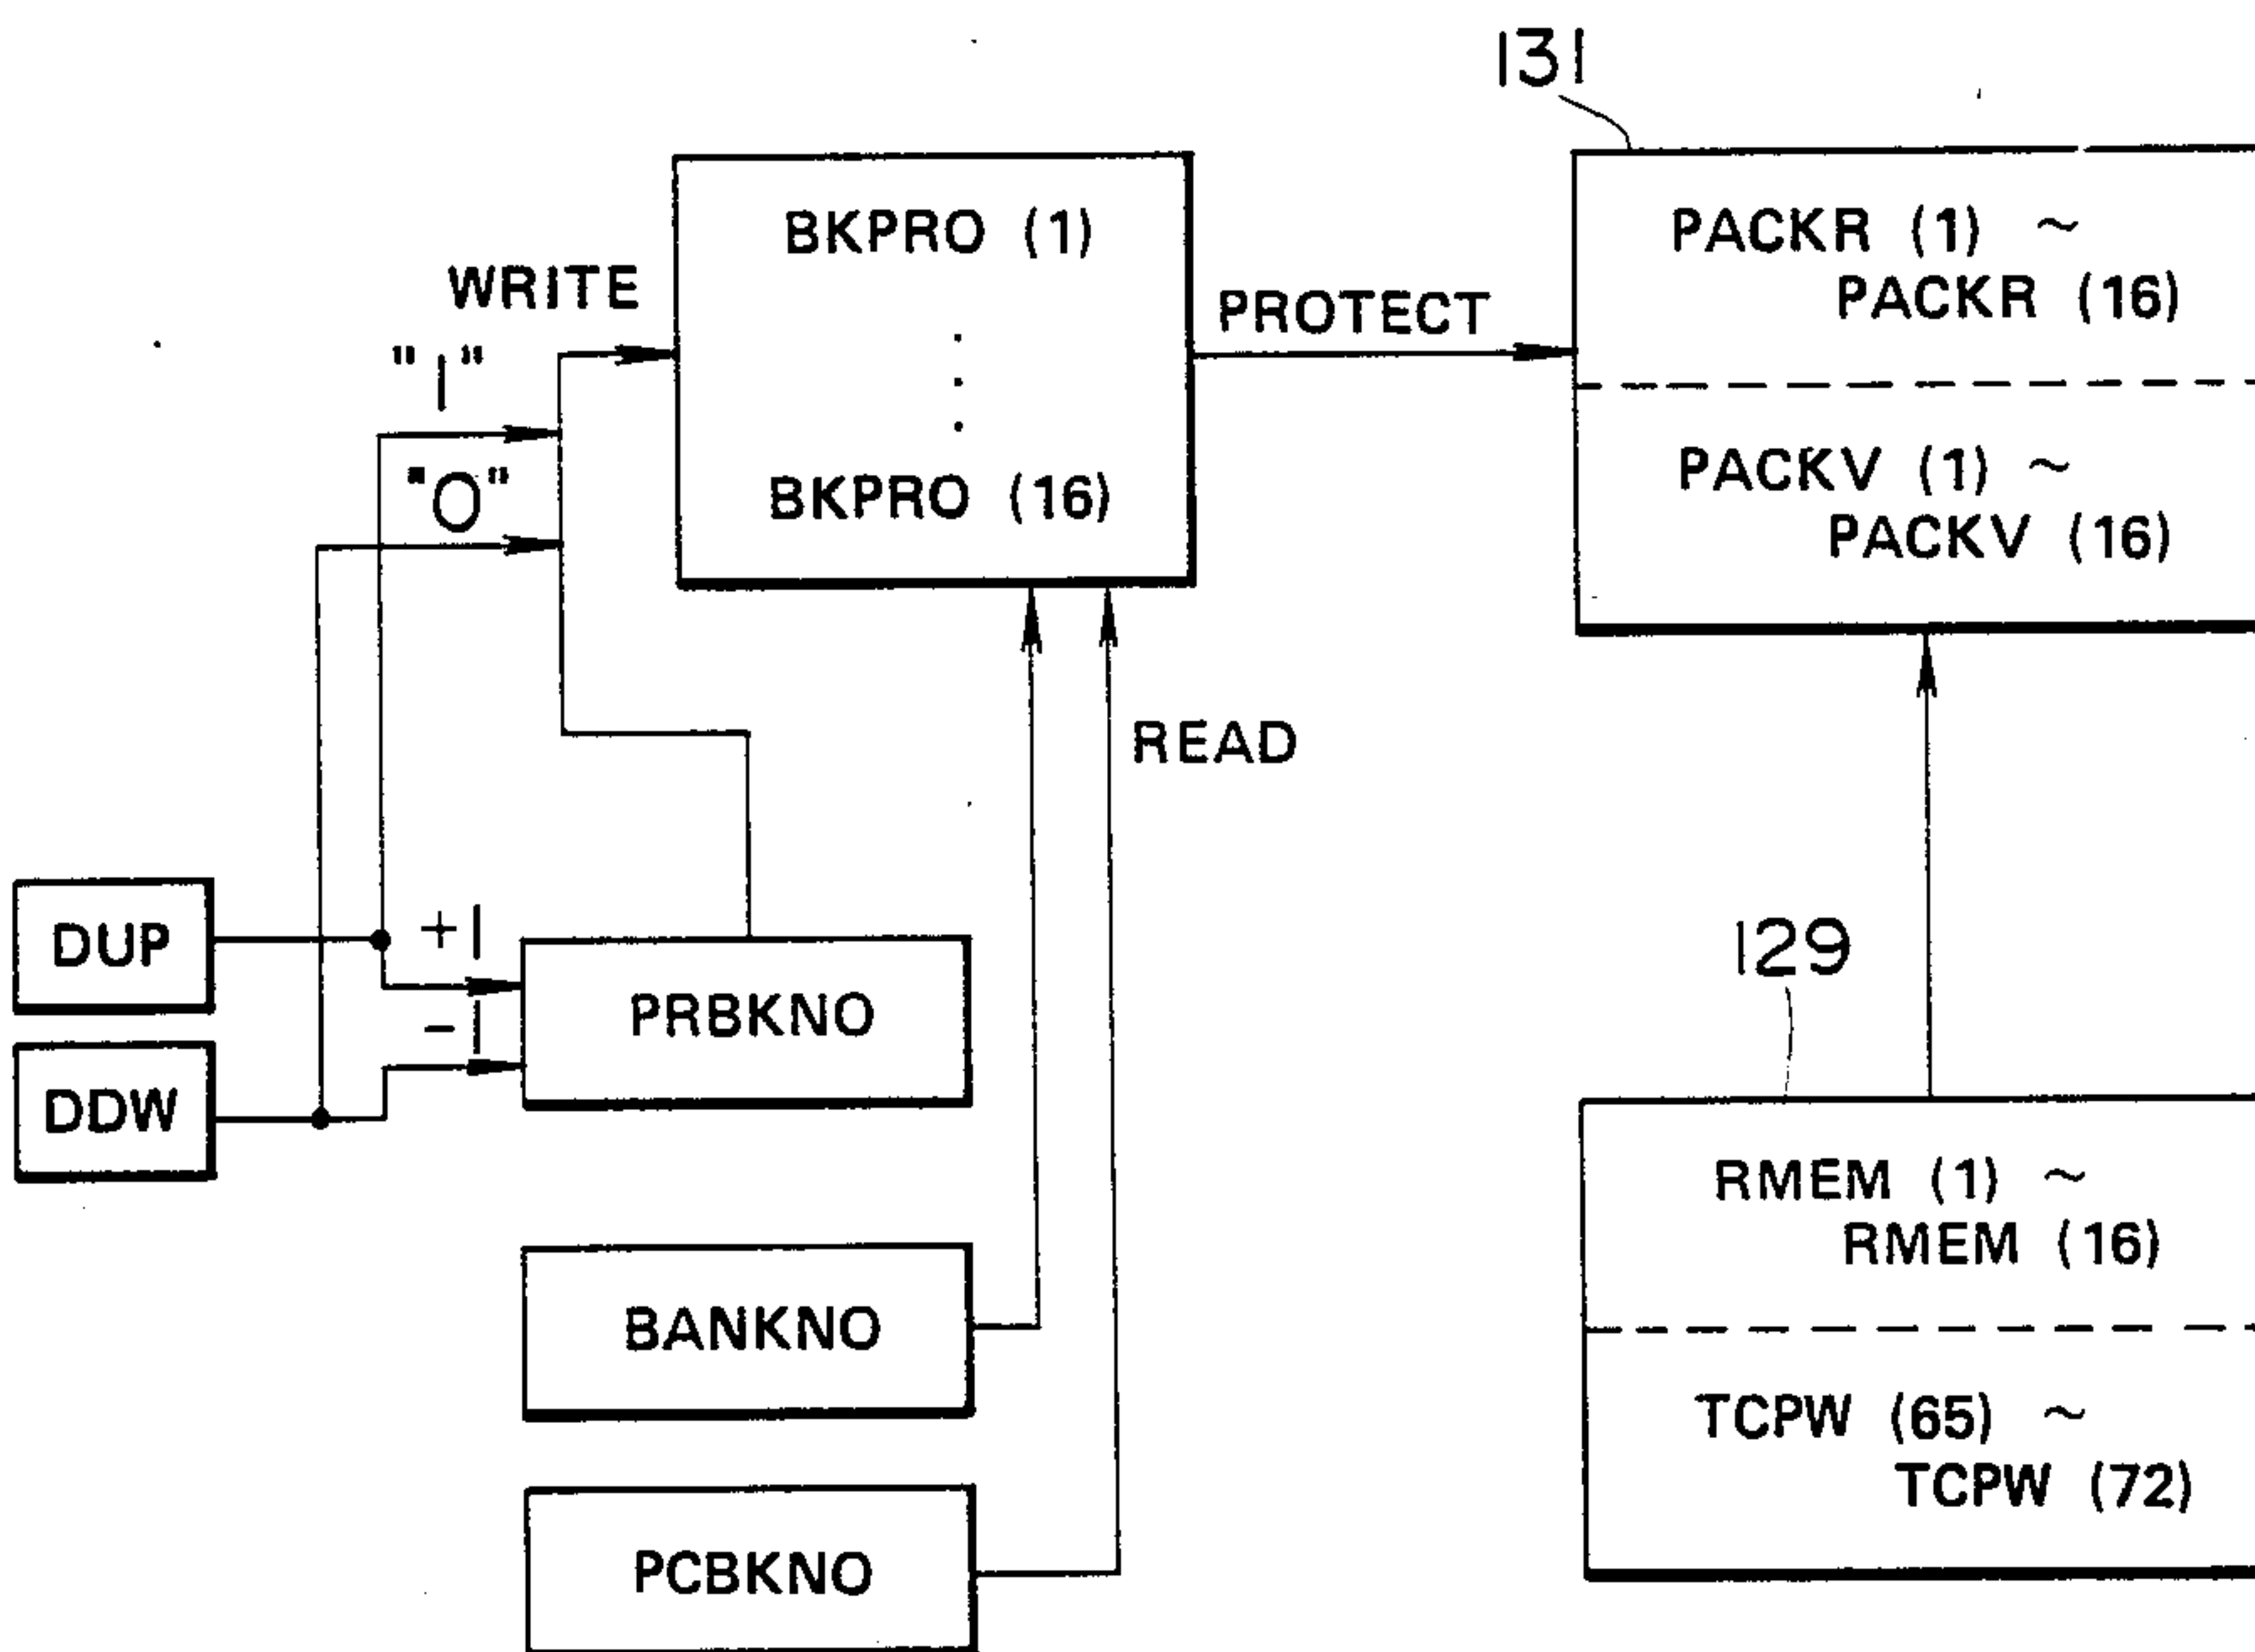 131
BKPRO (1)
BKPRO (16)
WRITE
"1"
"0"
PROTECT
PACKR (1) ~
PACKR (16)
PACKV (1) ~
PACKV (16)
READ
DUP
DDW
+1
-1
PRBKNO
BANKNO
PCBKNO
129
RMEM (1) ~
RMEM (16)
TCPW (65) ~
TCPW (72)